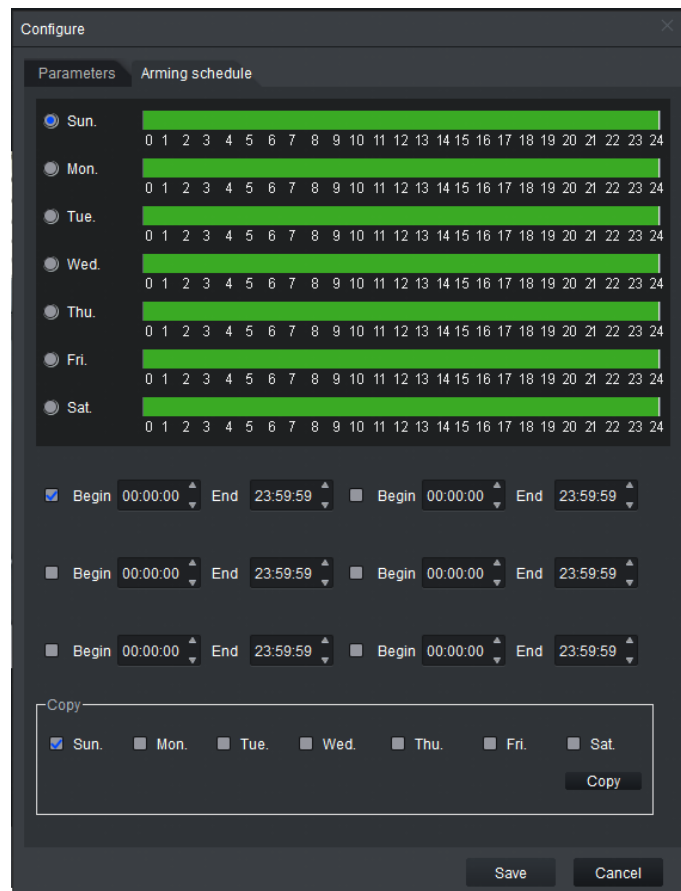 Configure
Parameters Arming schedule
Sun.
0 1 2 3 4 5 6 7 8 9 10 11 12 13 14 15 16 17 18 19 20 21 22 23 24
Mon.
0 1 2 3 4 5 6 7 8 9 10 11 12 13 14 15 16 17 18 19 20 21 22 23 24
Tue.
0 1 2 3 4 5 6 7 8 9 10 11 12 13 14 15 16 17 18 19 20 21 22 23 24
Wed.
0 1 2 3 4 5 6 7 8 9 10 11 12 13 14 15 16 17 18 19 20 21 22 23 24
Thu.
0 1 2 3 4 5 6 7 8 9 10 11 12 13 14 15 16 17 18 19 20 21 22 23 24
Fri.
0 1 2 3 4 5 6 7 8 9 10 11 12 13 14 15 16 17 18 19 20 21 22 23 24
Sat.
0 1 2 3 4 5 6 7 8 9 10 11 12 13 14 15 16 17 18 19 20 21 22 23 24
Begin 00:00:00 End 23:59:59 Begin 00:00:00 End 23:59:59
Begin 00:00:00 End 23:59:59 Begin 00:00:00 End 23:59:59
Begin 00:00:00 End 23:59:59 Begin 00:00:00 End 23:59:59
Copy
Sun. Mon. Tue. Wed. Thu. Fri. Sat.
Copy
Save Cancel